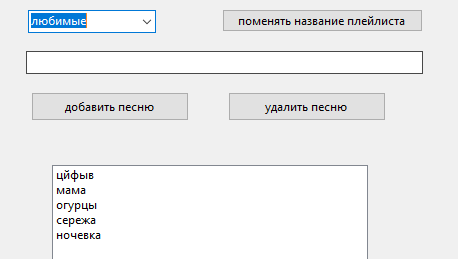 любимые
поменять название плейлиста
добавить песню
удалить песню
цйфыв
мама
огурцы
сережа
ночевка